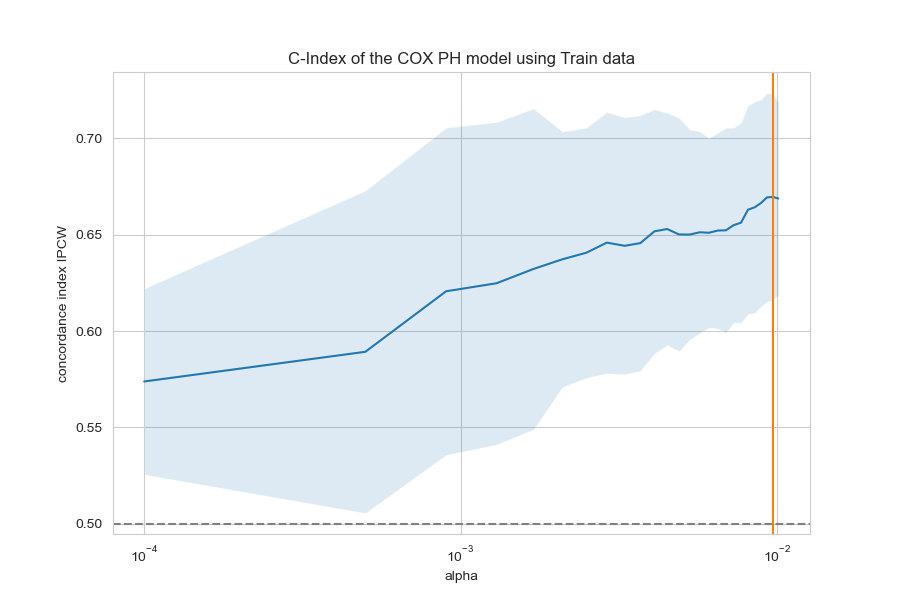 C-Index of the COX PH model using Train data
concordance index IPCW
0.70
0.65
0.60
0.55
0.50
10⁻⁴ 10⁻³ 10⁻²
alpha